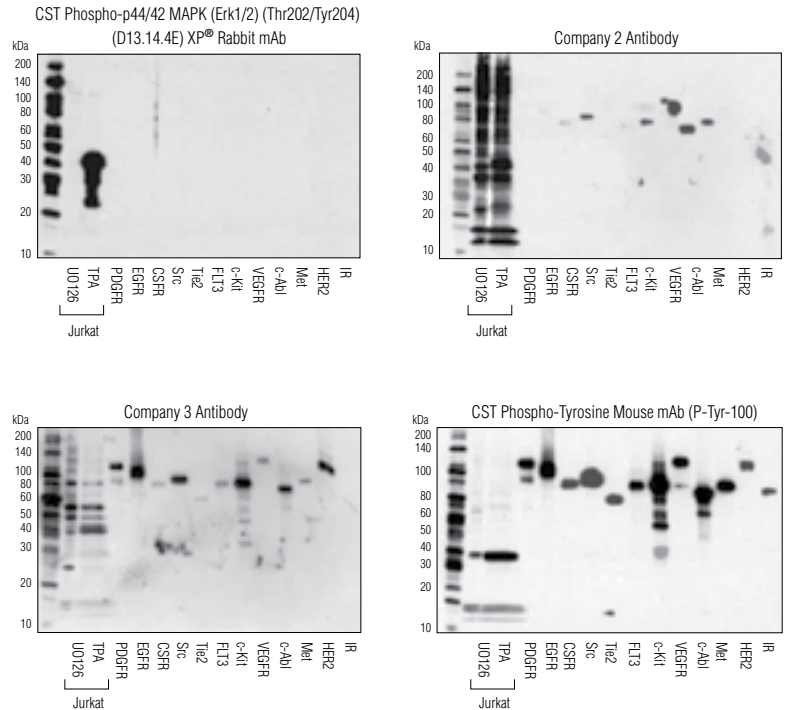 CST Phospho-p44/42 MAPK (Erk1/2) (Thr202/Tyr204)
(D13.14.4E) XP® Rabbit mAb
kDa
200
140
100
80
60
50
40
30
20
10
UO126
TPA
PDGFR
EGFR
CSFR
Src
Tie2
FLT3
c-Kit
VEGFR
c-Abl
Met
HER2
IR
Jurkat
Company 2 Antibody
kDa
200
140
100
80
60
50
40
30
20
10
UO126
TPA
PDGFR
EGFR
CSFR
Src
Tie2
FLT3
c-Kit
VEGFR
c-Abl
Met
HER2
IR
Jurkat
Company 3 Antibody
kDa
200
140
100
80
60
50
40
30
20
10
UO126
TPA
PDGFR
EGFR
CSFR
Src
Tie2
FLT3
c-Kit
VEGFR
c-Abl
Met
HER2
IR
Jurkat
CST Phospho-Tyrosine Mouse mAb (P-Tyr-100)
kDa
200
140
100
80
60
50
40
30
20
10
UO126
TPA
PDGFR
EGFR
CSFR
Src
Tie2
FLT3
c-Kit
VEGFR
c-Abl
Met
HER2
IR
Jurkat